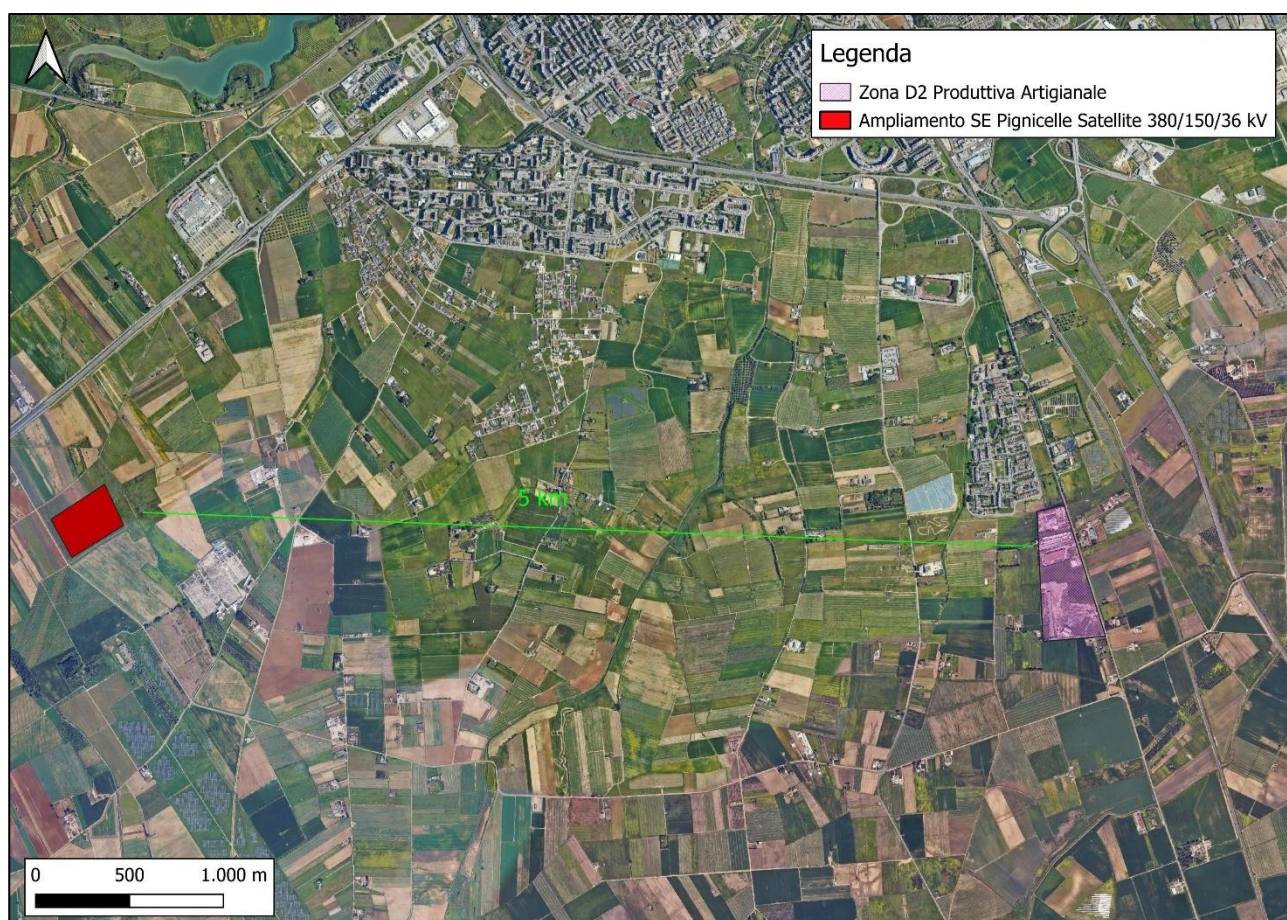 Legenda
Zona D2 Produttiva Artigianale
Ampliamento SE Pignicelle Satellite 380/150/36 kV
5 km
0 500 1.000 m